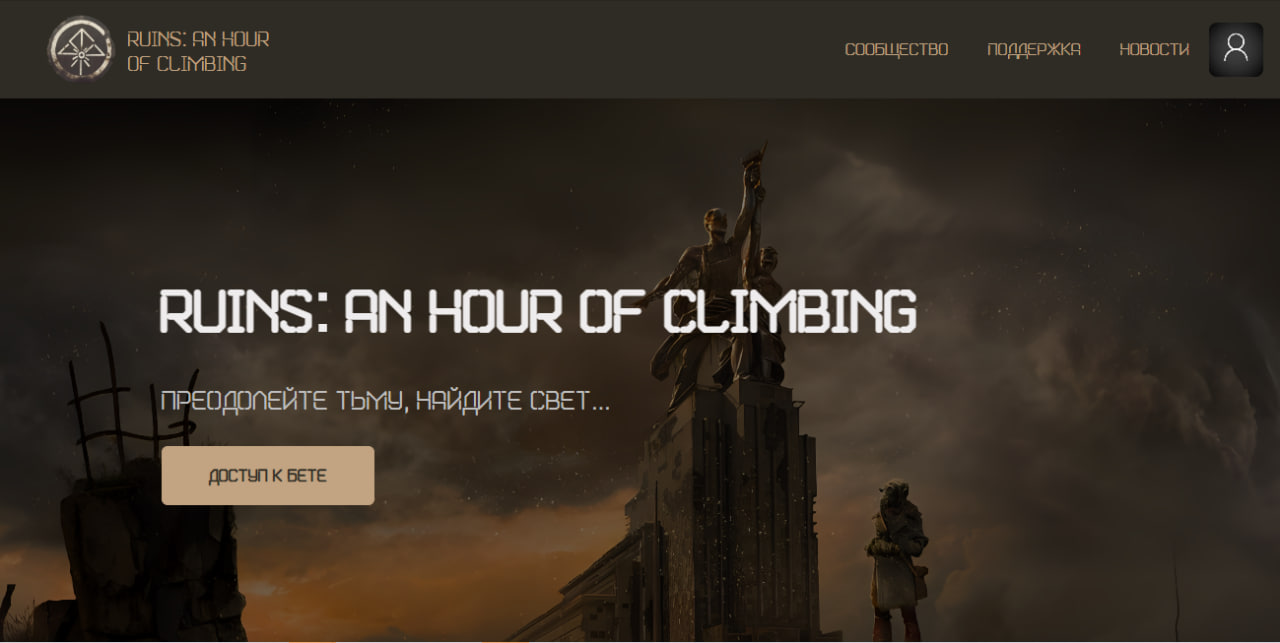 RUINS: AN HOUR
OF CLIMBING
СООБЩЕСТВО
ПОДДЕРЖКА
НОВОСТИ
RUINS: AN HOUR OF CLIMBING
ПРЕОДОЛЕЙТЕ ТЬМУ, НАЙДИТЕ СВЕТ...
ДОСТУП К БЕТЕ